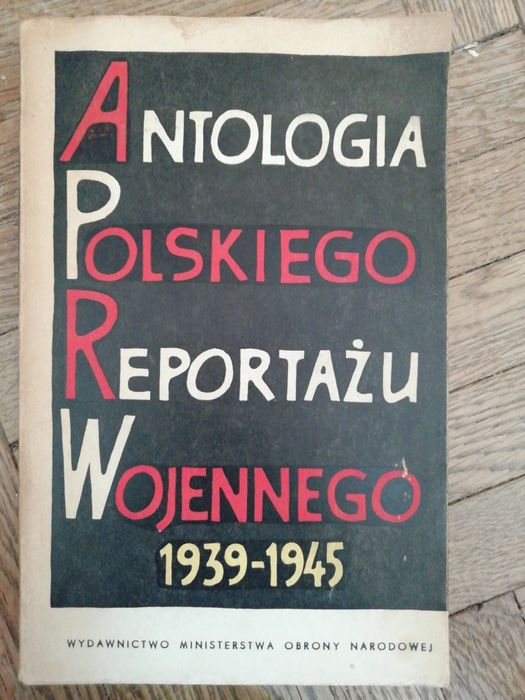 ANTOLOGIA
POLSKIEGO
REPORTAŻU
WOJENNEGO
1939-1945
WYDAWNICTWO MINISTERSTWA OBRONY NARODOWEJ